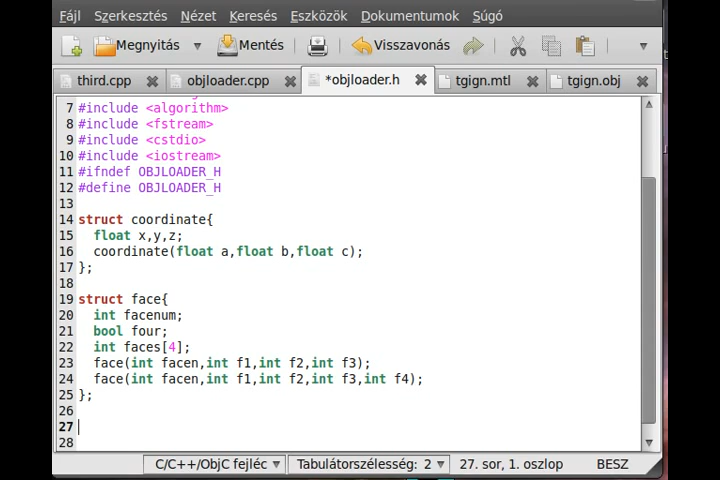 Fájl Szerkesztés Nézet Keresés Eszközök Dokumentumok Súgó
Megnyitás Mentés Visszavonás
third.cpp objloader.cpp *objloader.h tgign.mtl tgign.obj
7 #include <algorithm>
8 #include <fstream>
9 #include <cstdio>
10 #include <iostream>
11 #ifndef OBJLOADER_H
12 #define OBJLOADER_H
13
14 struct coordinate{
15 float x,y,z;
16 coordinate(float a,float b,float c);
17 };
18
19 struct face{
20 int facenum;
21 bool four;
22 int faces[4];
23 face(int facen,int f1,int f2,int f3);
24 face(int facen,int f1,int f2,int f3,int f4);
25 };
26
27
28
C/C++/ObjC fejléc Tabulátorszélesség: 2 27. sor, 1. oszlop BESZ